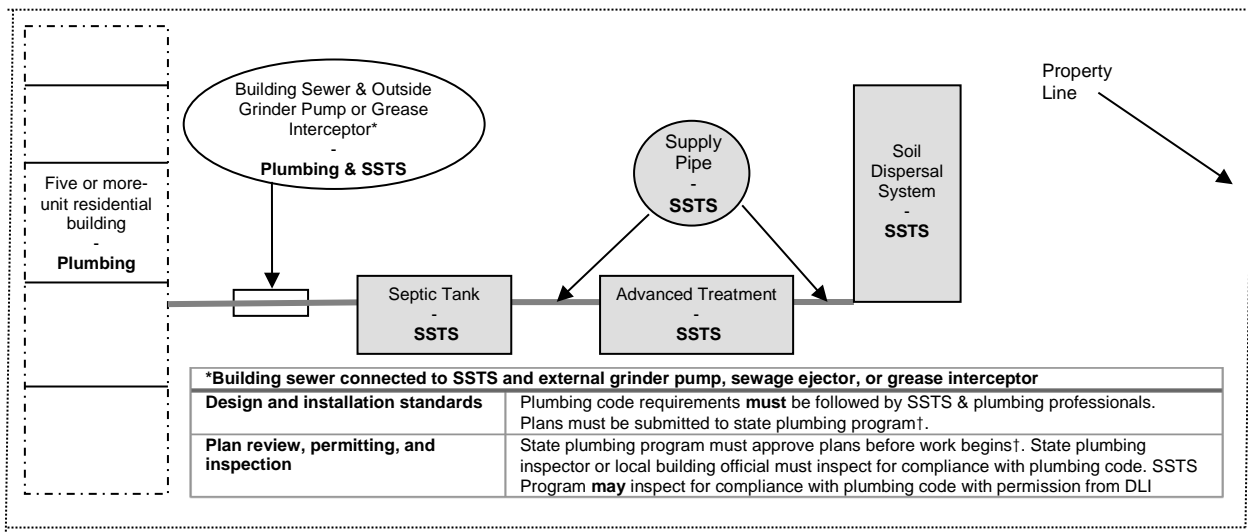 Building Sewer & Outside
Grinder Pump or Grease
Interceptor*
-
Plumbing & SSTS
Property
Line
Supply
Pipe
-
SSTS
Soil
Dispersal
System
-
SSTS
Five or more-
unit residential
building
-
Plumbing
Septic Tank
-
SSTS
Advanced Treatment
-
SSTS
*Building sewer connected to SSTS and external grinder pump, sewage ejector, or grease interceptor
Design and installation standards
Plumbing code requirements must be followed by SSTS & plumbing professionals.
Plans must be submitted to state plumbing program†.
Plan review, permitting, and
inspection
State plumbing program must approve plans before work begins†. State plumbing
inspector or local building official must inspect for compliance with plumbing code. SSTS
Program may inspect for compliance with plumbing code with permission from DLI